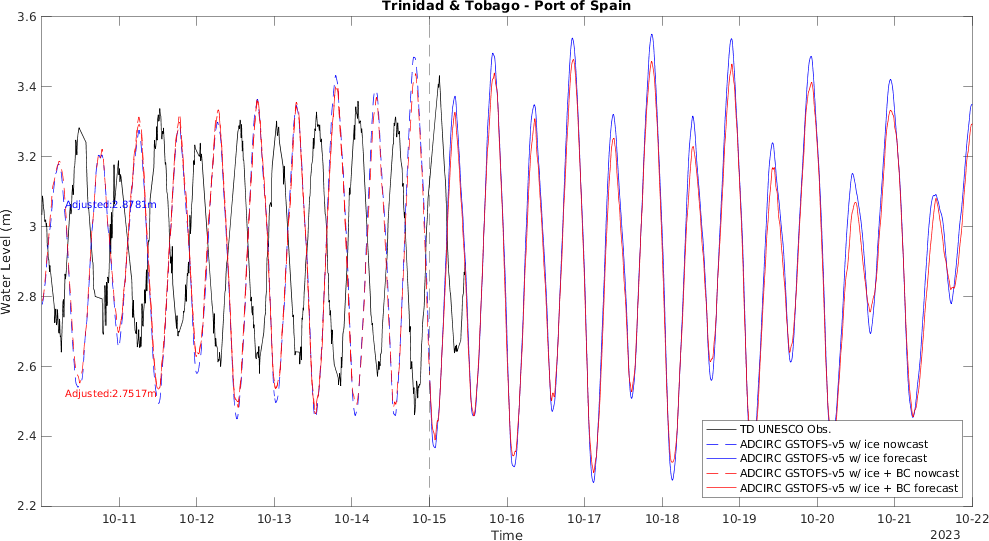 Trinidad & Tobago - Port of Spain
3.6
3.4
3.2
3
2.8
2.6
2.4
2.2
Water Level (m)
Adjusted:2.8781m
Adjusted:2.7517m
TD UNESCO Obs.
ADCIRC GSTOFS-v5 w/ ice nowcast
ADCIRC GSTOFS-v5 w/ ice forecast
ADCIRC GSTOFS-v5 w/ ice + BC nowcast
ADCIRC GSTOFS-v5 w/ ice + BC forecast
10-11 10-12 10-13 10-14 10-15 10-16 10-17 10-18 10-19 10-20 10-21 10-22
Time
2023